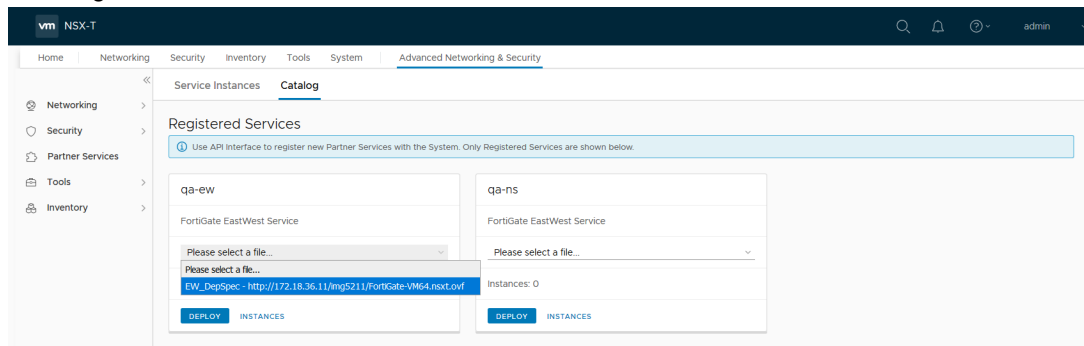 vm NSX-T
admin
Home Networking Security Inventory Tools System Advanced Networking & Security
Service Instances Catalog
Networking
Security
Partner Services
Tools
Inventory
Registered Services
Use API Interface to register new Partner Services with the System. Only Registered Services are shown below.
qa-ew
FortiGate EastWest Service
Please select a file...
Please select a file...
EW_DepSpec - http://172.18.36.11/img5211/FortiGate-VM64.nsxt.ovf
DEPLOY INSTANCES
qa-ns
FortiGate EastWest Service
Please select a file...
Instances: 0
DEPLOY INSTANCES